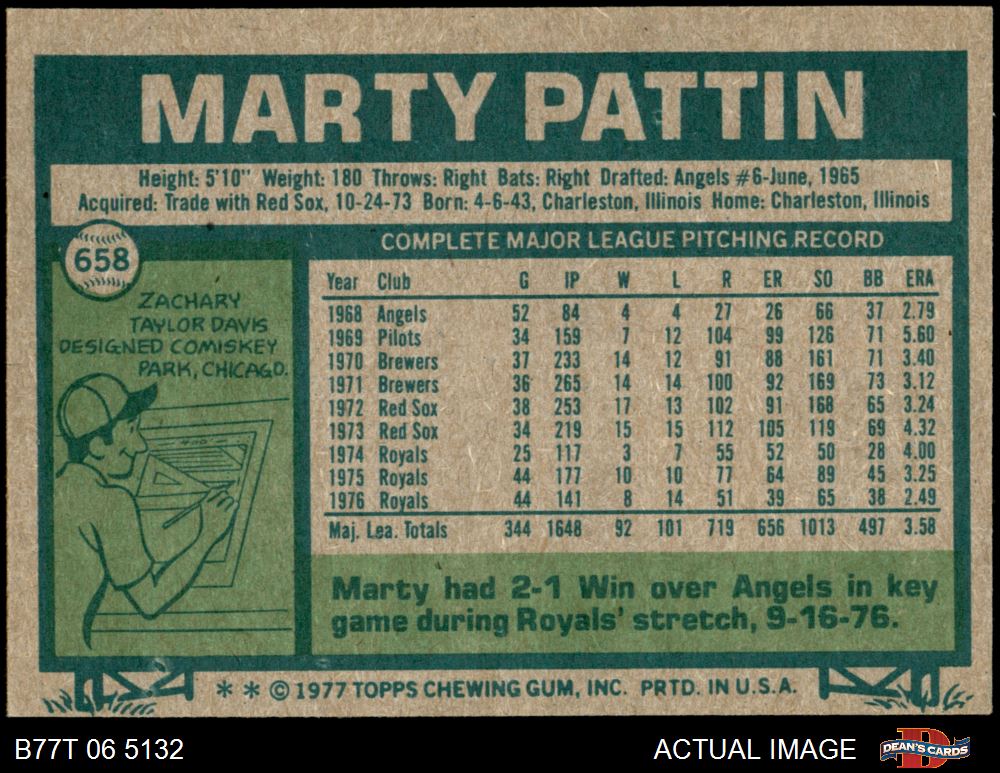 MARTY PATTIN
Height: 5'10" Weight: 180 Throws: Right Bats: Right Drafted: Angels #6-June, 1965
Acquired: Trade with Red Sox, 10-24-73 Born: 4-6-43, Charleston, Illinois Home: Charleston, Illinois
658
ZACHARY
TAYLOR DAVIS
DESIGNED COMISKEY
PARK, CHICAGO.
COMPLETE MAJOR LEAGUE PITCHING RECORD
Year Club G IP W L R ER SO BB ERA
1968 Angels 52 84 4 4 27 26 66 37 2.79
1969 Pilots 34 159 7 12 104 99 126 71 5.60
1970 Brewers 37 233 14 12 91 88 161 71 3.40
1971 Brewers 36 265 14 14 100 92 169 73 3.12
1972 Red Sox 38 253 17 13 102 91 168 65 3.24
1973 Red Sox 34 219 15 15 112 105 119 69 4.32
1974 Royals 25 117 3 7 55 52 50 28 4.00
1975 Royals 44 177 10 10 77 64 89 45 3.25
1976 Royals 44 141 8 14 51 39 65 38 2.49
Maj. Lea. Totals 344 1648 92 101 719 656 1013 497 3.58
Marty had 2-1 Win over Angels in key
game during Royals' stretch, 9-16-76.
* * © 1977 TOPPS CHEWING GUM, INC. PRTD. IN U.S.A.
B77T 06 5132 ACTUAL IMAGE DEAN'S CARDS